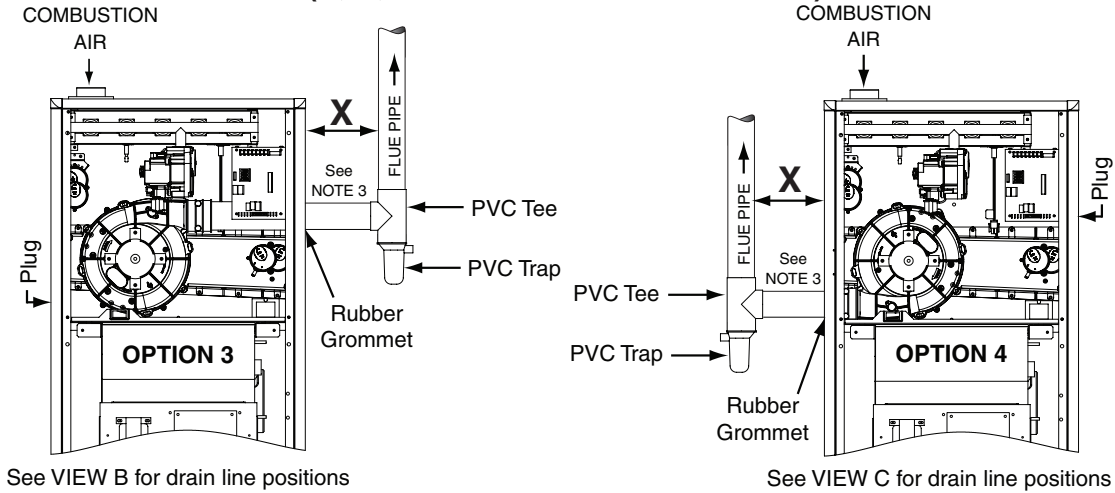 COMBUSTION
AIR
X
FLUE PIPE
See
NOTE 3
PVC Tee
PVC Trap
Plug
Rubber
Grommet
OPTION 3
See VIEW B for drain line positions
COMBUSTION
AIR
X
FLUE PIPE
See
NOTE 3
Plug
PVC Tee
PVC Trap
Rubber
Grommet
OPTION 4
See VIEW C for drain line positions